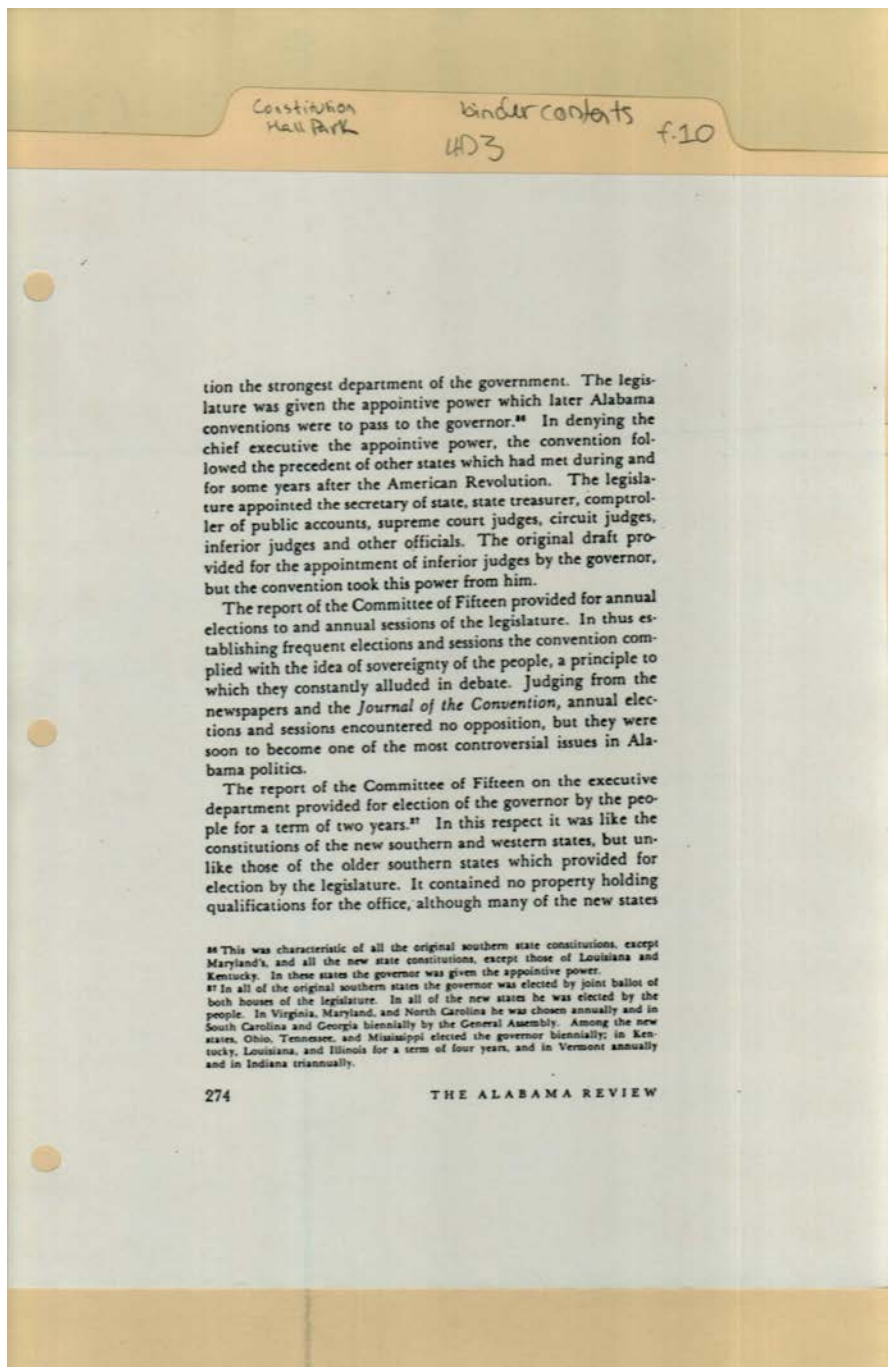 Constitution
Hall Park
binder contents
4D3
f.10
tion the strongest department of the government. The legis-
lature was given the appointive power which later Alabama
conventions were to pass to the governor.⁸⁶ In denying the
chief executive the appointive power, the convention fol-
lowed the precedent of other states which had met during and
for some years after the American Revolution. The legisla-
ture appointed the secretary of state, state treasurer, comptrol-
ler of public accounts, supreme court judges, circuit judges,
inferior judges and other officials. The original draft pro-
vided for the appointment of inferior judges by the governor,
but the convention took this power from him.
The report of the Committee of Fifteen provided for annual
elections to and annual sessions of the legislature. In thus es-
tablishing frequent elections and sessions the convention com-
plied with the idea of sovereignty of the people, a principle to
which they constantly alluded in debate. Judging from the
newspapers and the Journal of the Convention, annual elec-
tions and sessions encountered no opposition, but they were
soon to become one of the most controversial issues in Ala-
bama politics.
The report of the Committee of Fifteen on the executive
department provided for election of the governor by the peo-
ple for a term of two years.⁸⁷ In this respect it was like the
constitutions of the new southern and western states, but un-
like those of the older southern states which provided for
election by the legislature. It contained no property holding
qualifications for the office, although many of the new states
⁸⁶ This was characteristic of all the original southern state constitutions, except
Maryland's, and all the new state constitutions, except those of Louisiana and
Kentucky. In these states the governor was given the appointive power.
⁸⁷ In all of the original southern states the governor was elected by joint ballot of
both houses of the legislature. In all of the new states he was elected by the
people. In Virginia, Maryland, and North Carolina he was chosen annually and in
South Carolina and Georgia biennially by the General Assembly. Among the new
states, Ohio, Tennessee, and Mississippi elected the governor biennially; in Ken-
tucky, Louisiana, and Illinois for a term of four years, and in Vermont annually
and in Indiana triannually.
274
THE ALABAMA REVIEW